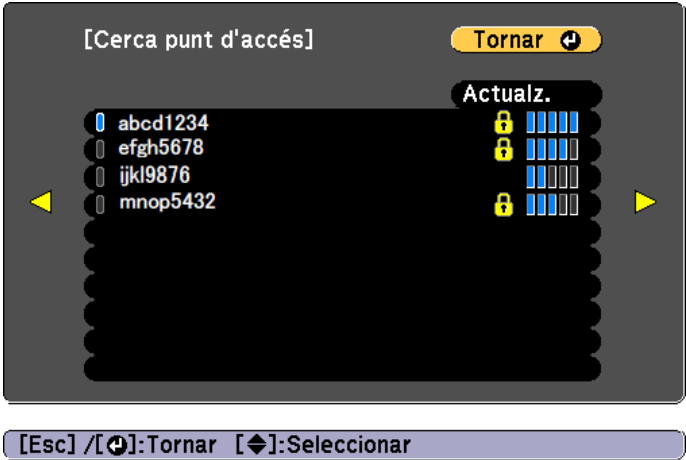 [Cerca punt d'accés] Tornar
Actualz.
abcd1234
efgh5678
ijkl9876
mnop5432
[Esc] /[ ]:Tornar [ ]:Seleccionar